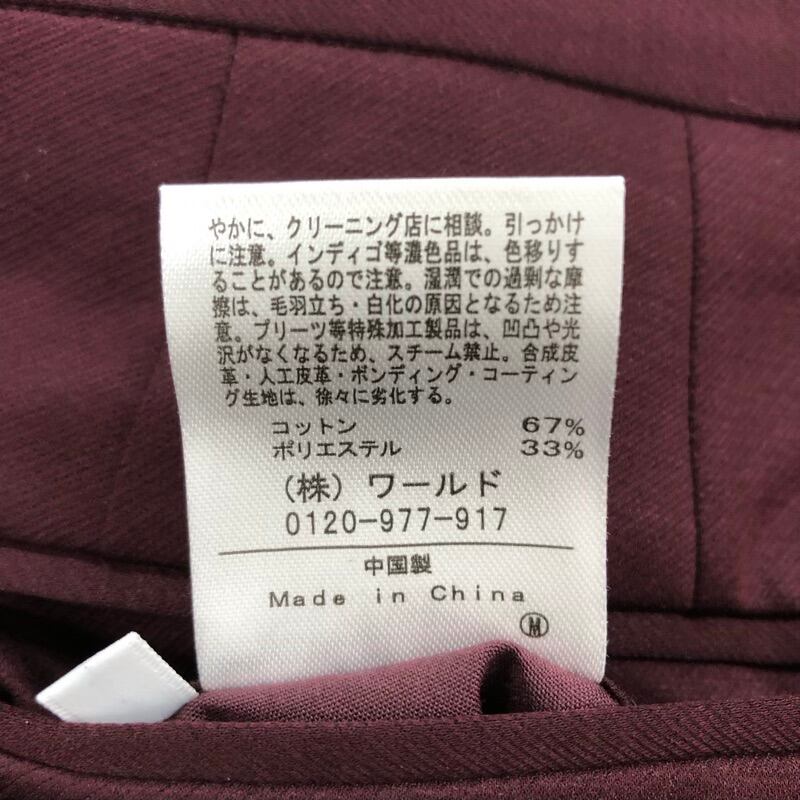 やかに、クリーニング店に相談。引っかけ
に注意。インディゴ等濃色品は、色移りす
ることがあるので注意。湿潤での過剰な摩
擦は、毛羽立ち・白化の原因となるため注
意。プリーツ等特殊加工製品は、凹凸や光
沢がなくなるため、スチーム禁止。合成皮
革・人工皮革・ボンディング・コーティン
グ生地は、徐々に劣化する。
コットン 67%
ポリエステル 33%
(株) ワールド
0120-977-917
中国製
Made in China
Ⓜ